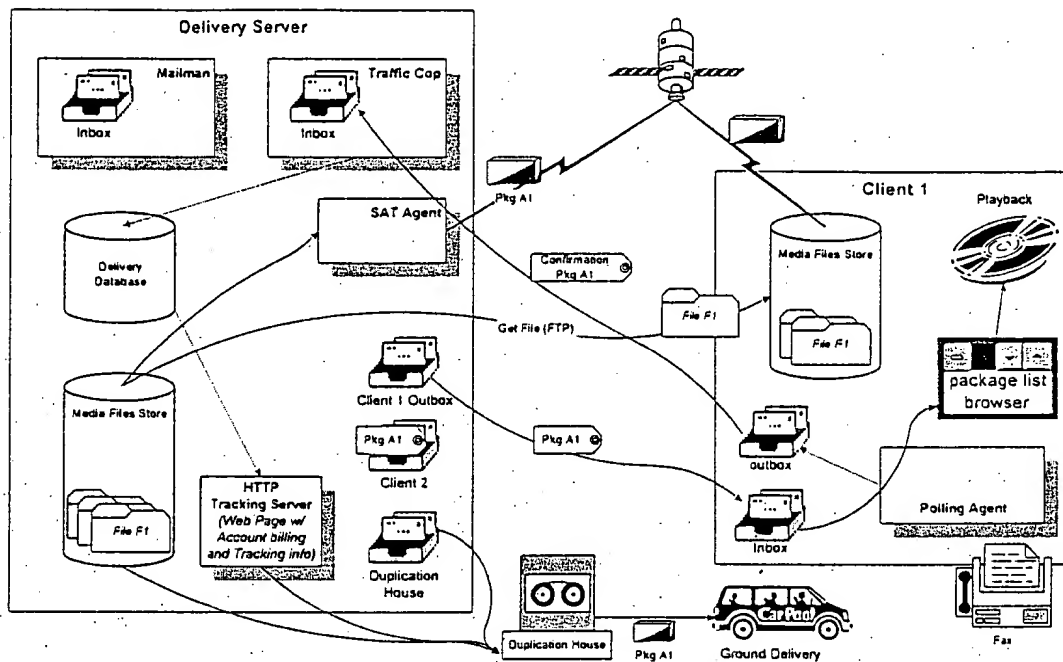 Delivery Server
Mailman
Inbox
Traffic Cop
Inbox
Pkg A1
SAT Agent
Delivery
Database
Confirmation
Pkg A1
Client 1
Playback
Media Files Store
File F1
File F1
Get File (FTP)
package list
browser
Media Files Store
File F1
Client 1 Outbox
Pkg A1
Client 2
Pkg A1
outbox
Inbox
Polling Agent
HTTP
Tracking Server
(Web Page w/
Account billing
and Tracking info)
Duplication
House
Duplication House
Pkg A1
Car Pool
Ground Delivery
Fax